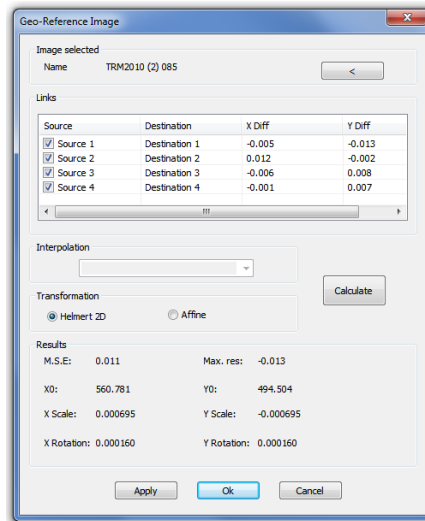 Geo-Reference Image
Image selected
Name TRM2010 (2) 085 <
Links
Source Destination X Diff Y Diff
Source 1 Destination 1 -0.005 -0.013
Source 2 Destination 2 0.012 -0.002
Source 3 Destination 3 -0.006 0.008
Source 4 Destination 4 -0.001 0.007
Interpolation
Calculate
Transformation
Helmert 2D Affine
Results
M.S.E: 0.011 Max. res: -0.013
X0: 560.781 Y0: 494.504
X Scale: 0.000695 Y Scale: -0.000695
X Rotation: 0.000160 Y Rotation: 0.000160
Apply Ok Cancel